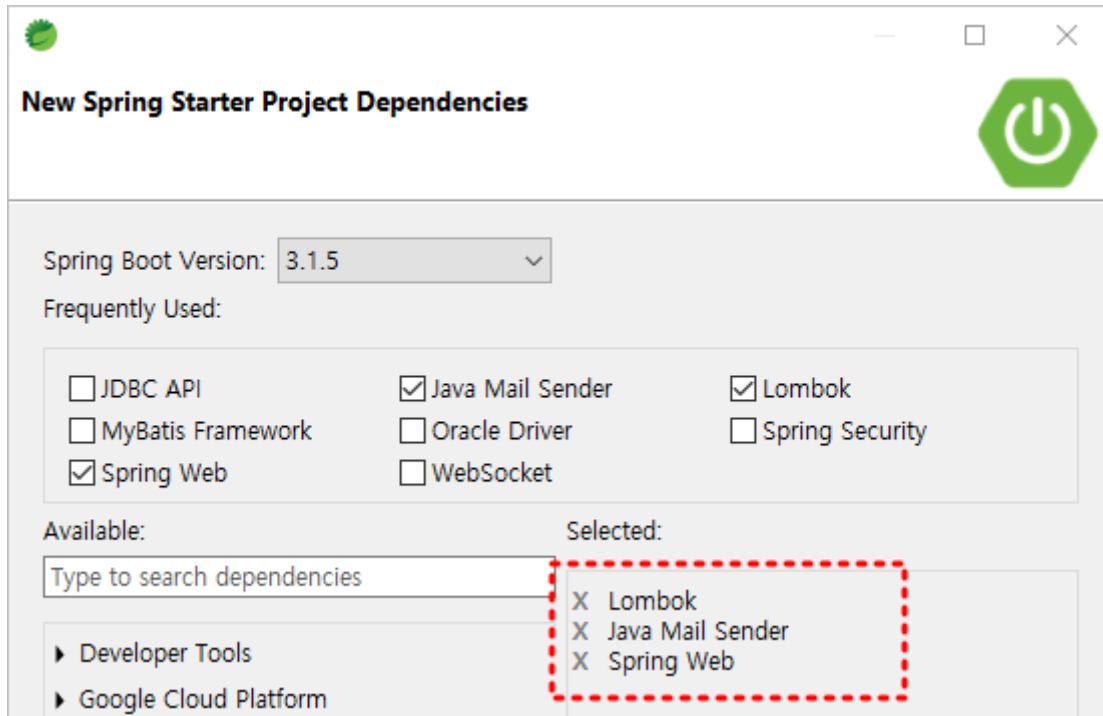 New Spring Starter Project Dependencies
Spring Boot Version: 3.1.5
Frequently Used:
JDBC API Java Mail Sender Lombok
MyBatis Framework Oracle Driver Spring Security
Spring Web WebSocket
Available: Selected:
Type to search dependencies
X Lombok
X Java Mail Sender
X Spring Web
Developer Tools
Google Cloud Platform